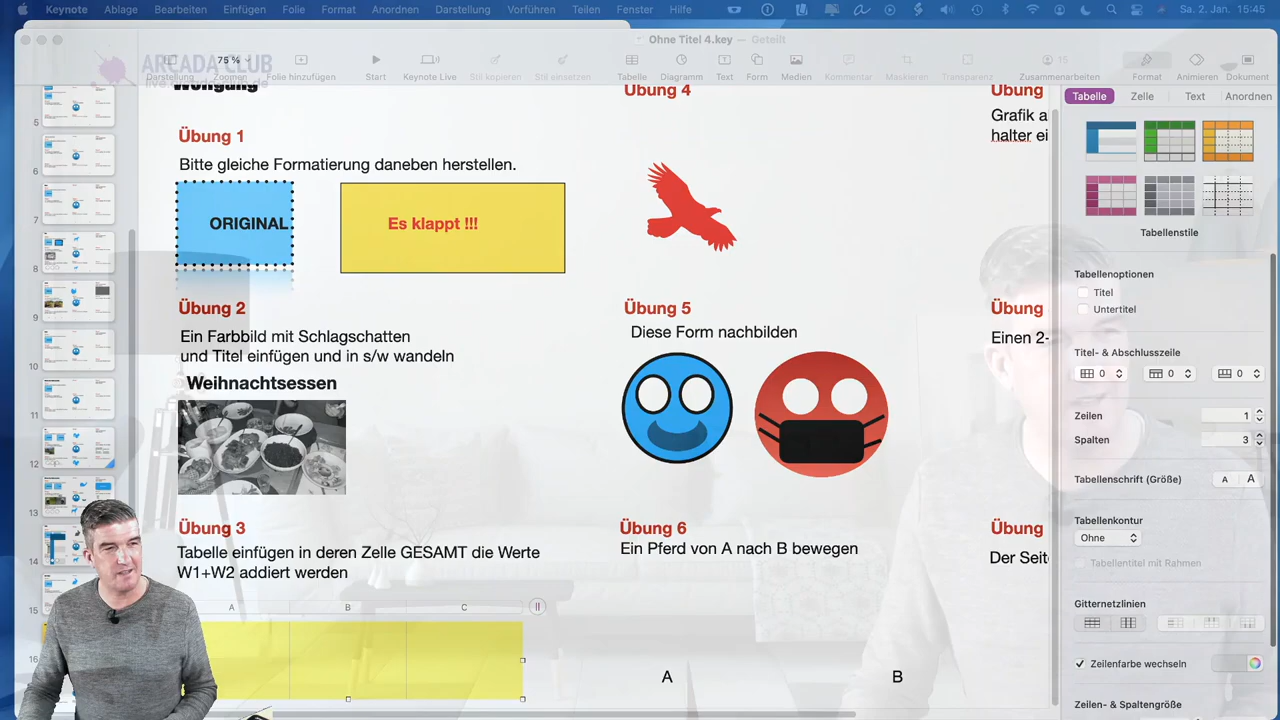 Keynote Ablage Bearbeiten Einfügen Folie Format Anordnen Darstellung Vorführen Teilen Fenster Hilfe Sa. 2. Jan. 15:45
Ohne Titel 4.key – Geteilt
ARCADA CLUB
75 %
15
Darstellung Zoomen Folie hinzufügen Start Keynote Live Stil kopieren Stil einsetzen Tabelle Diagramm Text Form Medien Kommentar Maskieren Transparenz Zusammenarbeiten Format Animieren Dokument
Wolfgang
Übung 4
Übung
Tabelle Zelle Text Anordnen
Übung 1
Grafik a
halter ei
Bitte gleiche Formatierung daneben herstellen.
ORIGINAL
Es klappt !!!
Tabellenstile
Tabellenoptionen
Titel
Untertitel
Übung 2
Übung 5
Übung
Ein Farbbild mit Schlagschatten
und Titel einfügen und in s/w wandeln
Diese Form nachbilden
Einen 2-
Titel- & Abschlusszeile
0 0 0
Weihnachtsessen
Zeilen 1
Spalten 3
Tabellenschrift (Größe) A A
Tabellenkontur
Ohne
Tabellentitel mit Rahmen
Übung 3
Übung 6
Übung
Tabelle einfügen in deren Zelle GESAMT die Werte
W1+W2 addiert werden
Ein Pferd von A nach B bewegen
Der Seite
A B C
Gitternetzlinien
Zeilenfarbe wechseln
A
B
Zeilen- & Spaltengröße
5
6
7
8
9
10
11
12
13
14
15
16